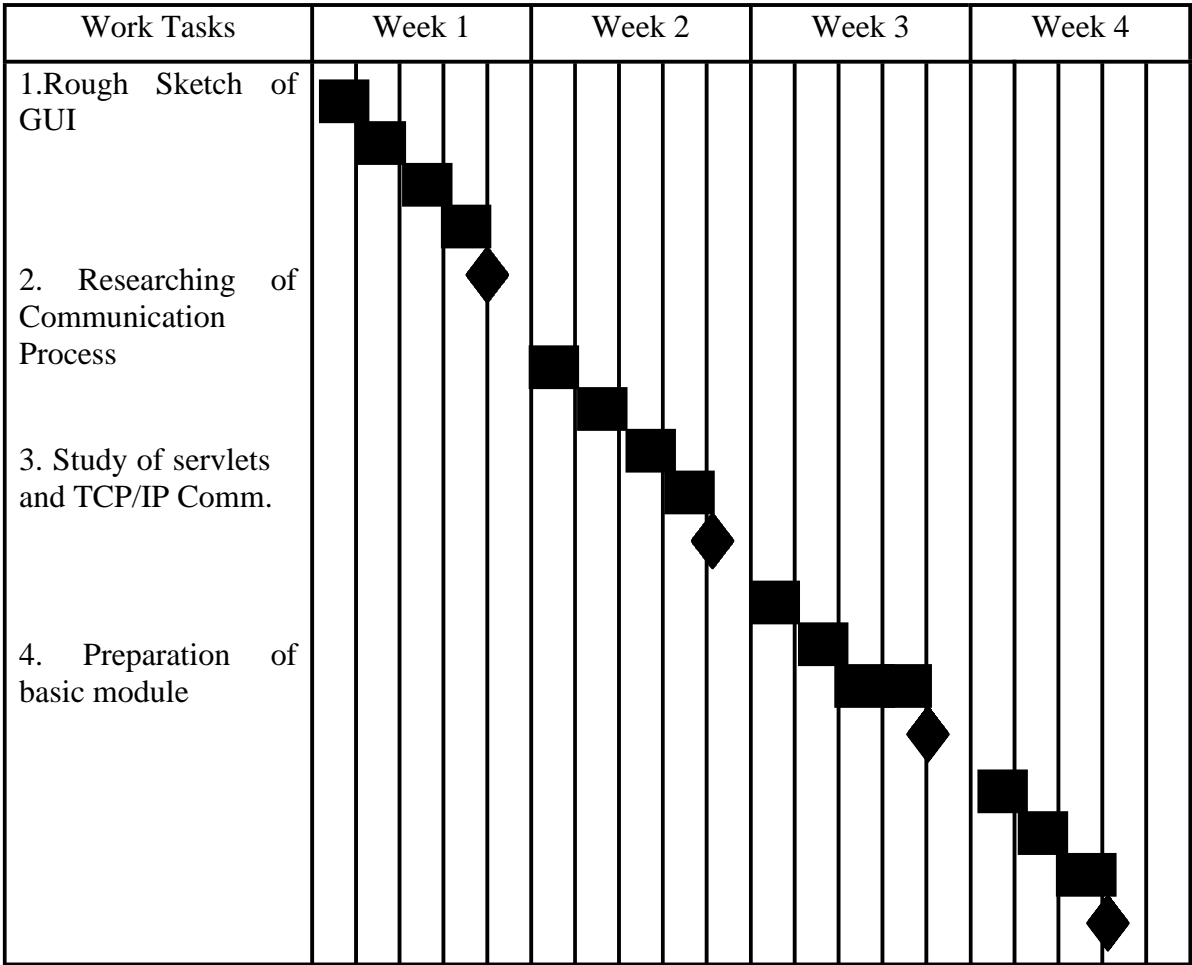 Work Tasks Week 1 Week 2 Week 3 Week 4
1.Rough Sketch of
GUI
2. Researching of
Communication
Process
3. Study of servlets
and TCP/IP Comm.
4. Preparation of
basic module